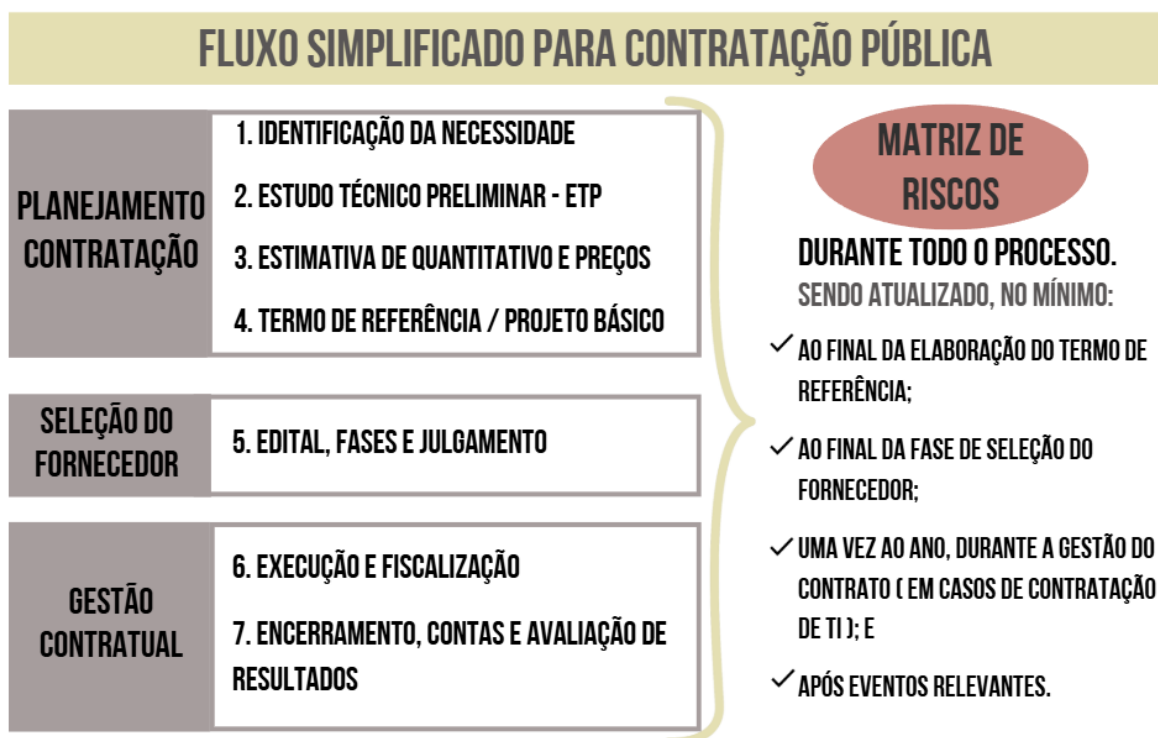 FLUXO SIMPLIFICADO PARA CONTRATAÇÃO PÚBLICA
PLANEJAMENTO
CONTRATAÇÃO
1. IDENTIFICAÇÃO DA NECESSIDADE
2. ESTUDO TÉCNICO PRELIMINAR - ETP
3. ESTIMATIVA DE QUANTITATIVO E PREÇOS
4. TERMO DE REFERÊNCIA / PROJETO BÁSICO
SELEÇÃO DO
FORNECEDOR
5. EDITAL, FASES E JULGAMENTO
GESTÃO
CONTRATUAL
6. EXECUÇÃO E FISCALIZAÇÃO
7. ENCERRAMENTO, CONTAS E AVALIAÇÃO DE
RESULTADOS
MATRIZ DE
RISCOS
DURANTE TODO O PROCESSO.
SENDO ATUALIZADO, NO MÍNIMO:
✓ AO FINAL DA ELABORAÇÃO DO TERMO DE
REFERÊNCIA;
✓ AO FINAL DA FASE DE SELEÇÃO DO
FORNECEDOR;
✓ UMA VEZ AO ANO, DURANTE A GESTÃO DO
CONTRATO ( EM CASOS DE CONTRATAÇÃO
DE TI ); E
✓ APÓS EVENTOS RELEVANTES.